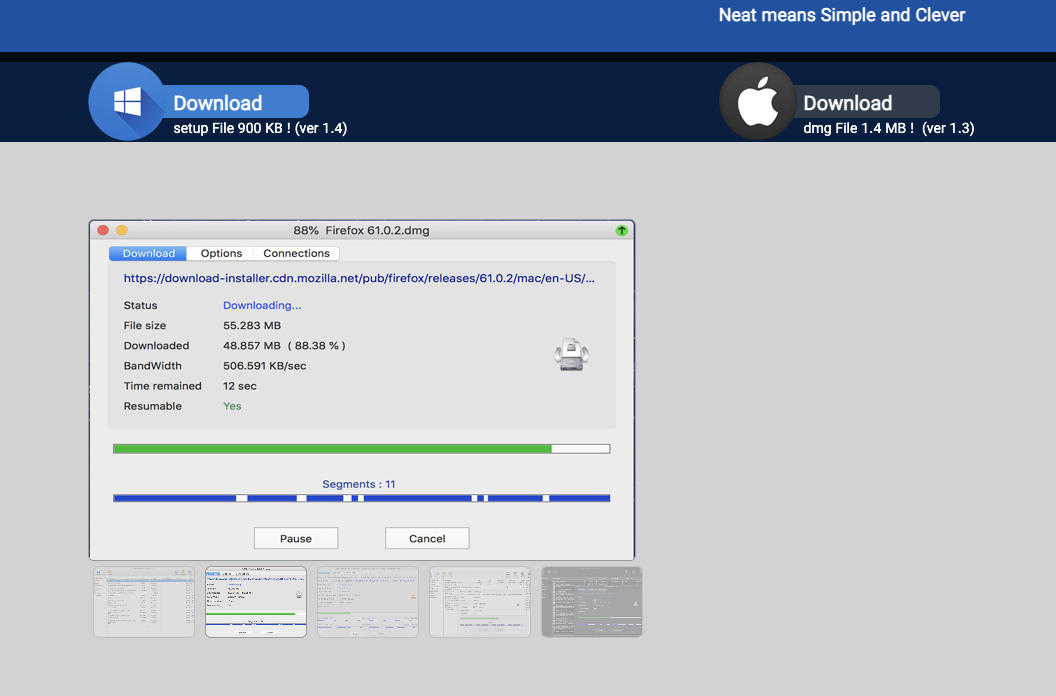 Neat means Simple and Clever
Download
setup File 900 KB ! (ver 1.4)
Download
dmg File 1.4 MB ! (ver 1.3)
88% Firefox 61.0.2.dmg
Download Options Connections
https://download-installer.cdn.mozilla.net/pub/firefox/releases/61.0.2/mac/en-US/...
Status Downloading...
File size 55.283 MB
Downloaded 48.857 MB ( 88.38 % )
BandWidth 506.591 KB/sec
Time remained 12 sec
Resumable Yes
Segments : 11
Pause Cancel